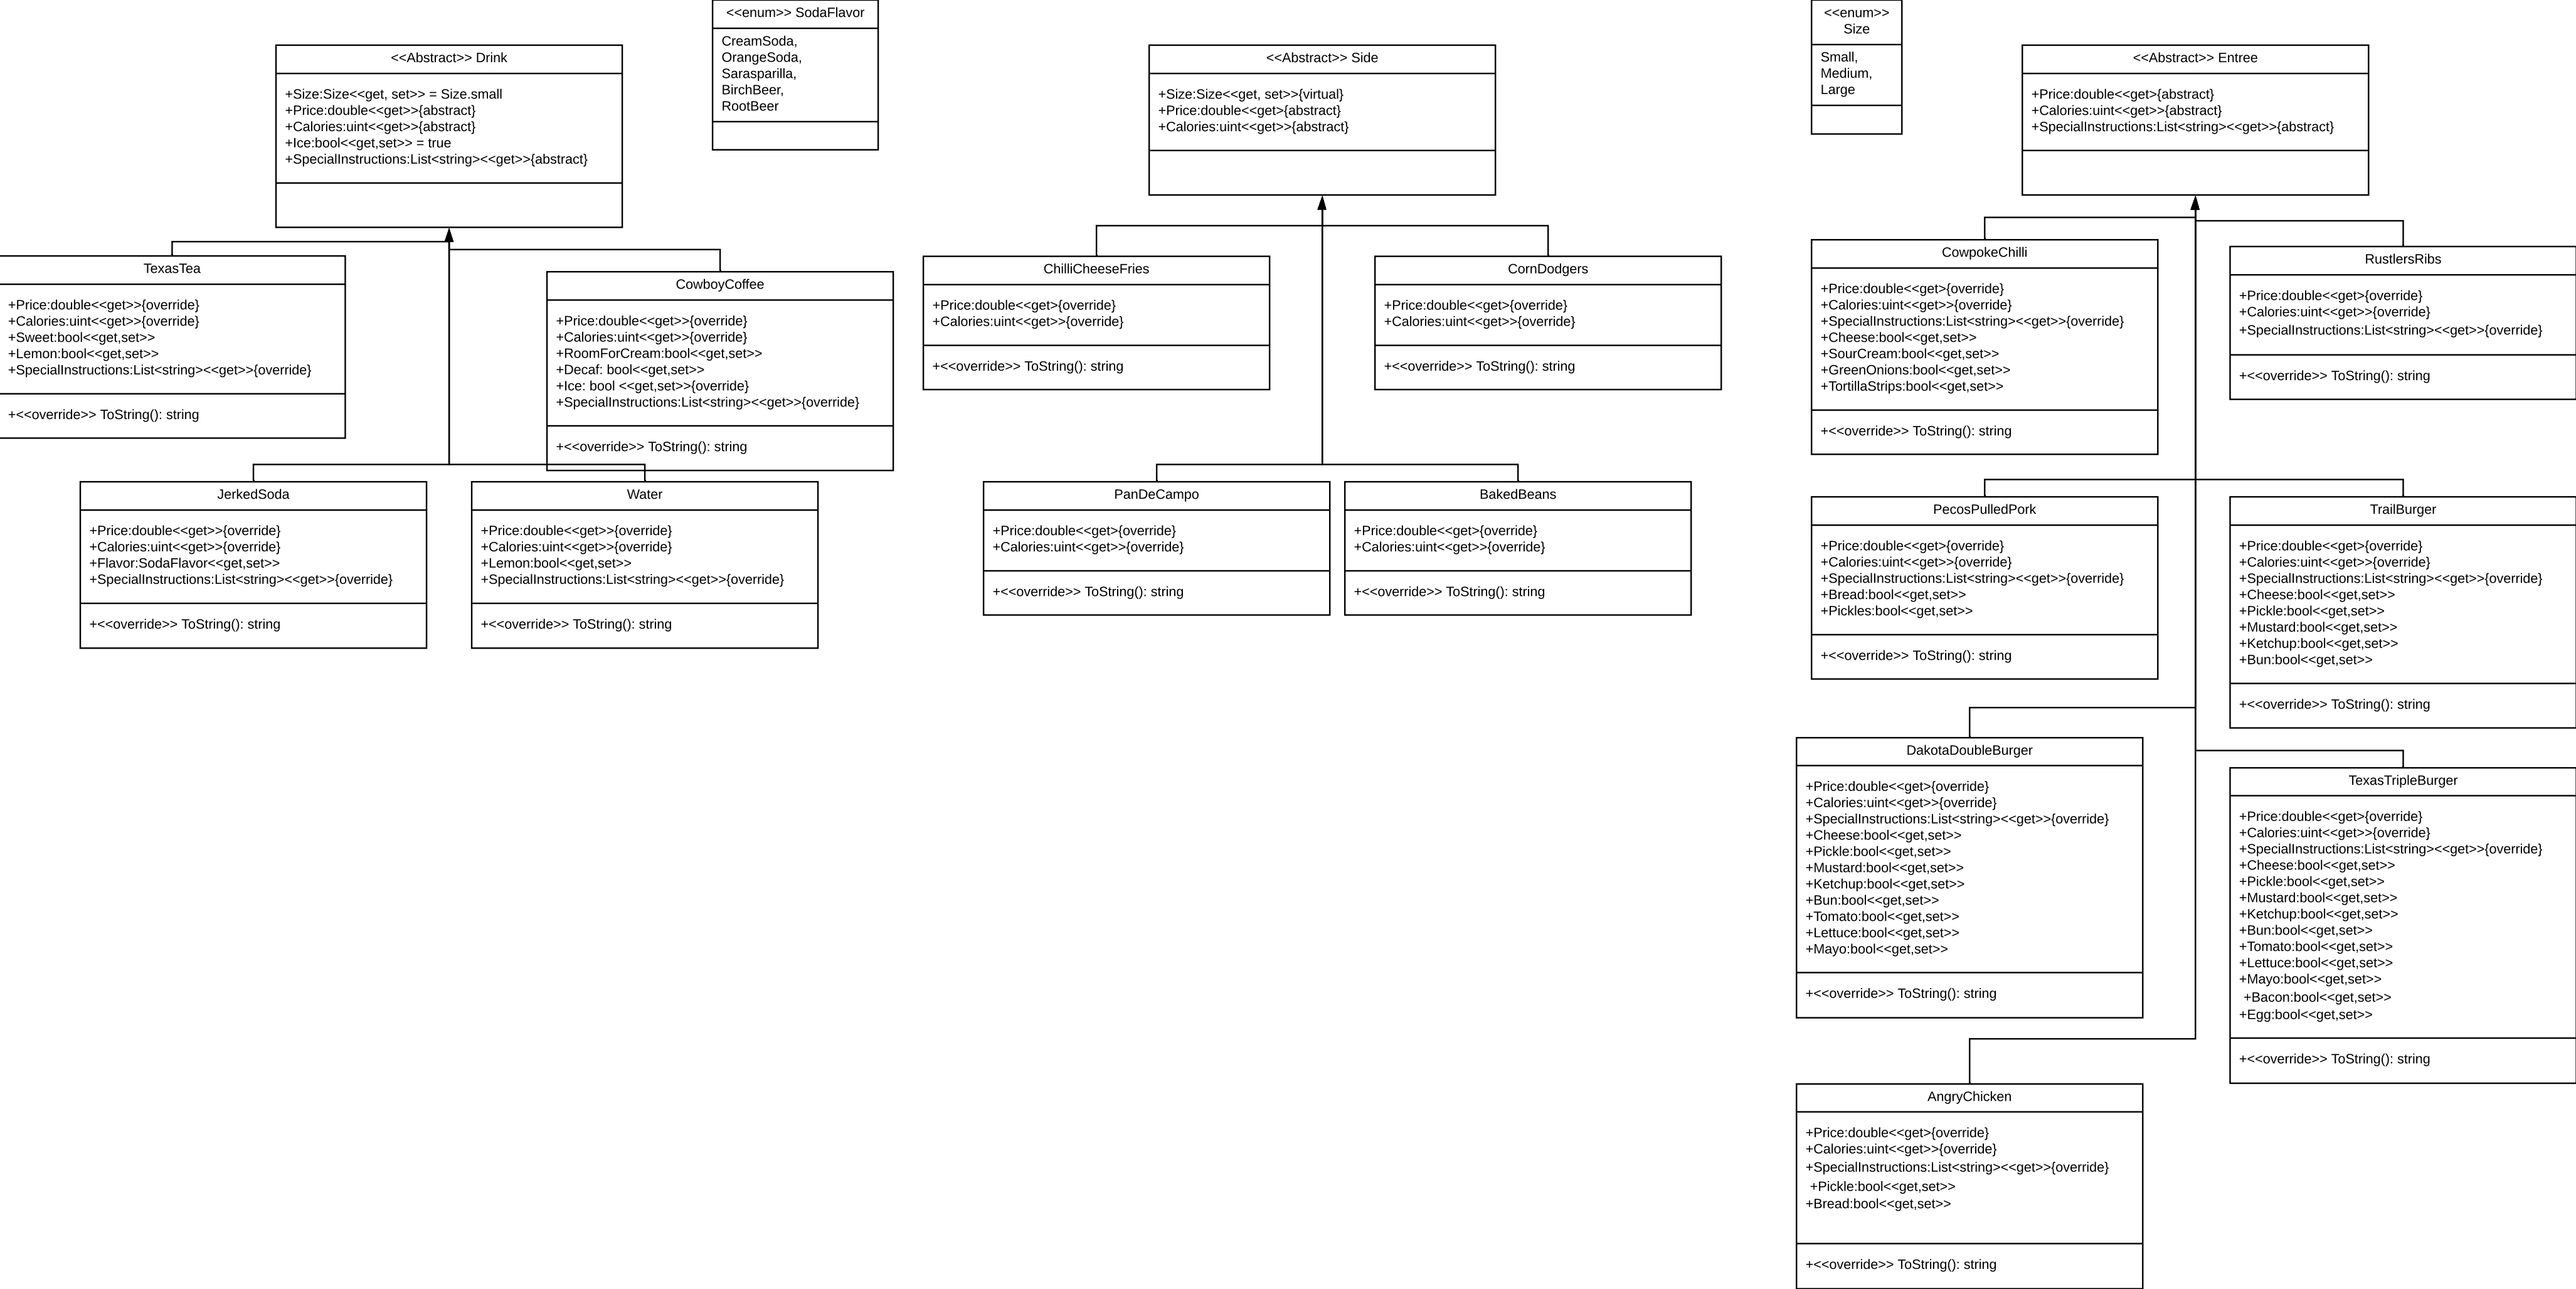 <<enum>> SodaFlavor
CreamSoda,
OrangeSoda,
Sarasparilla,
BirchBeer,
RootBeer
<<enum>>
Size
Small,
Medium,
Large
<<Abstract>> Drink
+Size:Size<<get, set>> = Size.small
+Price:double<<get>>{abstract}
+Calories:uint<<get>>{abstract}
+Ice:bool<<get,set>> = true
+SpecialInstructions:List<string><<get>>{abstract}
<<Abstract>> Side
+Size:Size<<get, set>>{virtual}
+Price:double<<get>{abstract}
+Calories:uint<<get>>{abstract}
<<Abstract>> Entree
+Price:double<<get>{abstract}
+Calories:uint<<get>>{abstract}
+SpecialInstructions:List<string><<get>>{abstract}
TexasTea
+Price:double<<get>>{override}
+Calories:uint<<get>>{override}
+Sweet:bool<<get,set>>
+Lemon:bool<<get,set>>
+SpecialInstructions:List<string><<get>>{override}
+<<override>> ToString(): string
CowboyCoffee
+Price:double<<get>>{override}
+Calories:uint<<get>>{override}
+RoomForCream:bool<<get,set>>
+Decaf: bool<<get,set>>
+Ice: bool <<get,set>>{override}
+SpecialInstructions:List<string><<get>>{override}
+<<override>> ToString(): string
JerkedSoda
+Price:double<<get>>{override}
+Calories:uint<<get>>{override}
+Flavor:SodaFlavor<<get,set>>
+SpecialInstructions:List<string><<get>>{override}
+<<override>> ToString(): string
Water
+Price:double<<get>>{override}
+Calories:uint<<get>>{override}
+Lemon:bool<<get,set>>
+SpecialInstructions:List<string><<get>>{override}
+<<override>> ToString(): string
ChilliCheeseFries
+Price:double<<get>{override}
+Calories:uint<<get>>{override}
+<<override>> ToString(): string
CornDodgers
+Price:double<<get>{override}
+Calories:uint<<get>>{override}
+<<override>> ToString(): string
PanDeCampo
+Price:double<<get>{override}
+Calories:uint<<get>>{override}
+<<override>> ToString(): string
BakedBeans
+Price:double<<get>{override}
+Calories:uint<<get>>{override}
+<<override>> ToString(): string
CowpokeChilli
+Price:double<<get>{override}
+Calories:uint<<get>>{override}
+SpecialInstructions:List<string><<get>>{override}
+Cheese:bool<<get,set>>
+SourCream:bool<<get,set>>
+GreenOnions:bool<<get,set>>
+TortillaStrips:bool<<get,set>>
+<<override>> ToString(): string
RustlersRibs
+Price:double<<get>{override}
+Calories:uint<<get>>{override}
+SpecialInstructions:List<string><<get>>{override}
+<<override>> ToString(): string
PecosPulledPork
+Price:double<<get>{override}
+Calories:uint<<get>>{override}
+SpecialInstructions:List<string><<get>>{override}
+Bread:bool<<get,set>>
+Pickles:bool<<get,set>>
+<<override>> ToString(): string
TrailBurger
+Price:double<<get>{override}
+Calories:uint<<get>>{override}
+SpecialInstructions:List<string><<get>>{override}
+Cheese:bool<<get,set>>
+Pickle:bool<<get,set>>
+Mustard:bool<<get,set>>
+Ketchup:bool<<get,set>>
+Bun:bool<<get,set>>
+<<override>> ToString(): string
DakotaDoubleBurger
+Price:double<<get>{override}
+Calories:uint<<get>>{override}
+SpecialInstructions:List<string><<get>>{override}
+Cheese:bool<<get,set>>
+Pickle:bool<<get,set>>
+Mustard:bool<<get,set>>
+Ketchup:bool<<get,set>>
+Bun:bool<<get,set>>
+Tomato:bool<<get,set>>
+Lettuce:bool<<get,set>>
+Mayo:bool<<get,set>>
+<<override>> ToString(): string
TexasTripleBurger
+Price:double<<get>{override}
+Calories:uint<<get>>{override}
+SpecialInstructions:List<string><<get>>{override}
+Cheese:bool<<get,set>>
+Pickle:bool<<get,set>>
+Mustard:bool<<get,set>>
+Ketchup:bool<<get,set>>
+Bun:bool<<get,set>>
+Tomato:bool<<get,set>>
+Lettuce:bool<<get,set>>
+Mayo:bool<<get,set>>
+Bacon:bool<<get,set>>
+Egg:bool<<get,set>>
+<<override>> ToString(): string
AngryChicken
+Price:double<<get>{override}
+Calories:uint<<get>>{override}
+SpecialInstructions:List<string><<get>>{override}
+Pickle:bool<<get,set>>
+Bread:bool<<get,set>>
+<<override>> ToString(): string